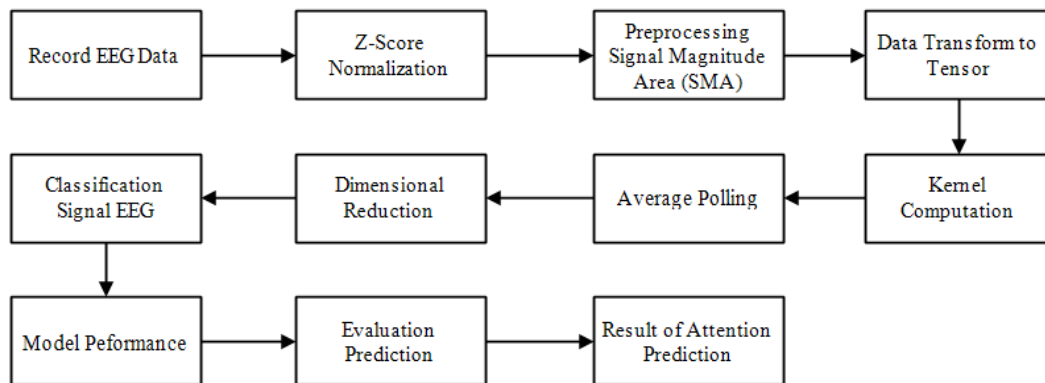 Record EEG Data
Z-Score
Normalization
Preprocessing
Signal Magnitude
Area (SMA)
Data Transform to
Tensor
Classification
Signal EEG
Dimensional
Reduction
Average Polling
Kernel
Computation
Model Peformance
Evaluation
Prediction
Result of Attention
Prediction